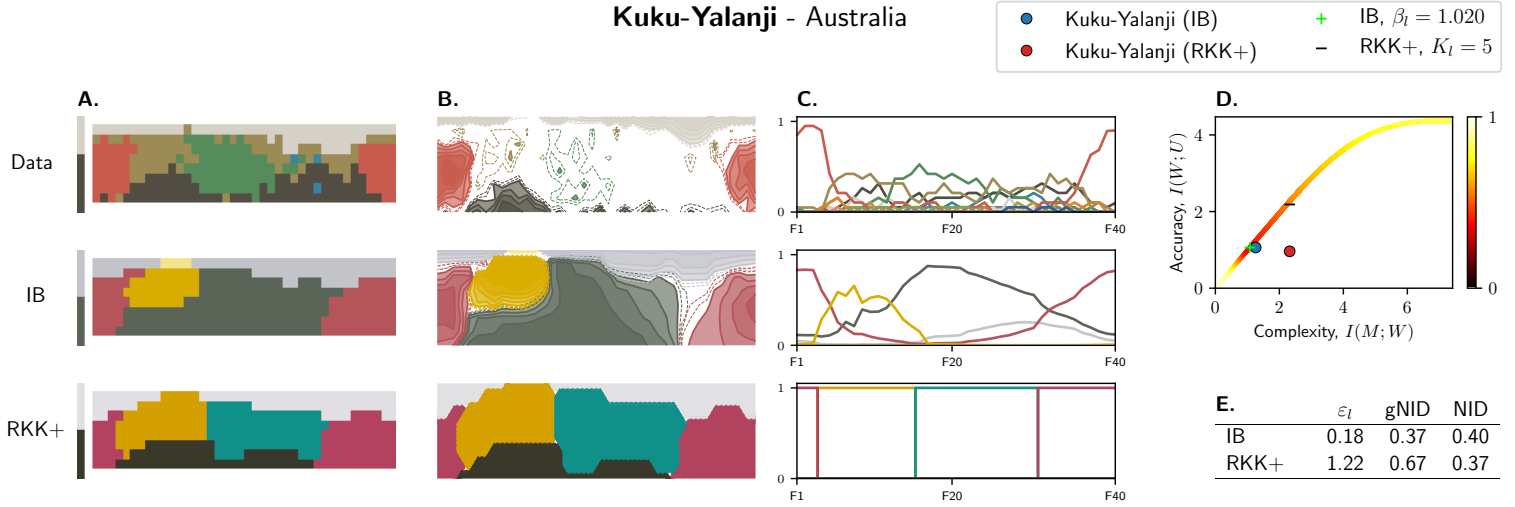 Kuku-Yalanji - Australia
Kuku-Yalanji (IB)
Kuku-Yalanji (RKK+)
IB, βl = 1.020
RKK+, Kl = 5
A.
B.
C.
D.
Data
IB
RKK+
1
0
F1 F20 F40
1
0
F1 F20 F40
1
0
F1 F20 F40
Accuracy, I(W; U)
4
2
0
0 2 4 6
Complexity, I(M; W)
1
0
E.
εl gNID NID
IB 0.18 0.37 0.40
RKK+ 1.22 0.67 0.37